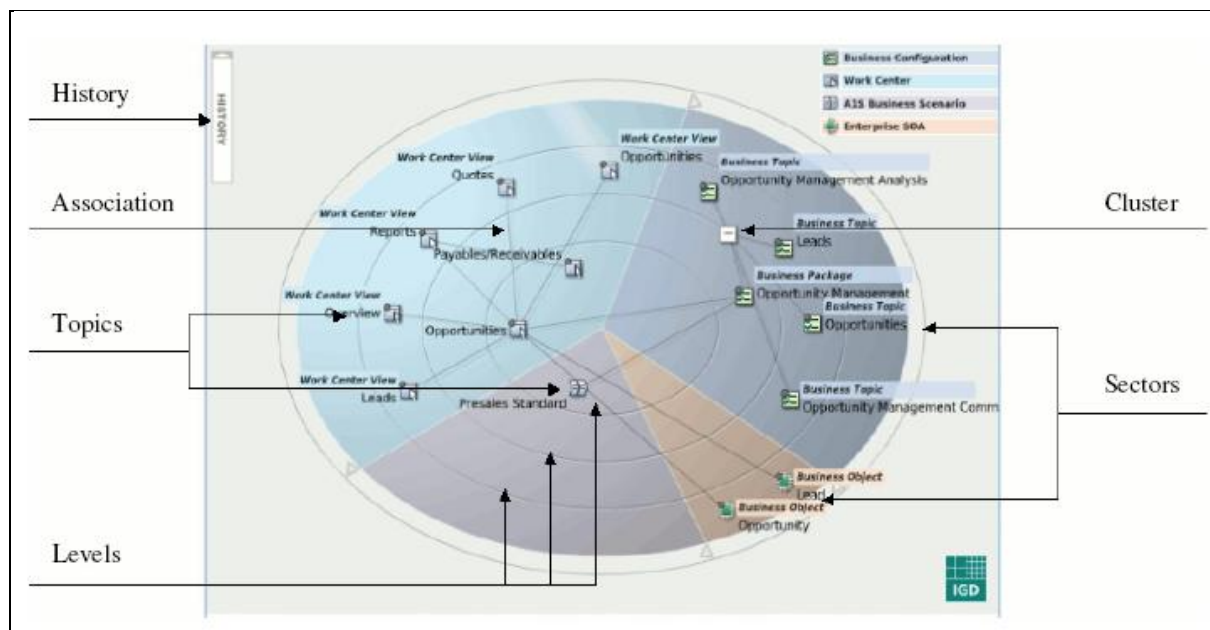 History
Association
Topics
Levels
Cluster
Sectors
HISTORY
Business Configuration
Work Center
A1S Business Scenario
Enterprise SOA
Work Center View
Opportunities
Work Center View
Quotes
Business Topic
Opportunity Management Analysis
Work Center View
Reports
Payables/Receivables
Business Topic
Leads
Business Package
Opportunity Management
Work Center View
Overview
Opportunities
Business Topic
Opportunities
Work Center View
Leads
Presales Standard
Business Topic
Opportunity Management Comm
Business Object
Lead
Business Object
Opportunity
IGD